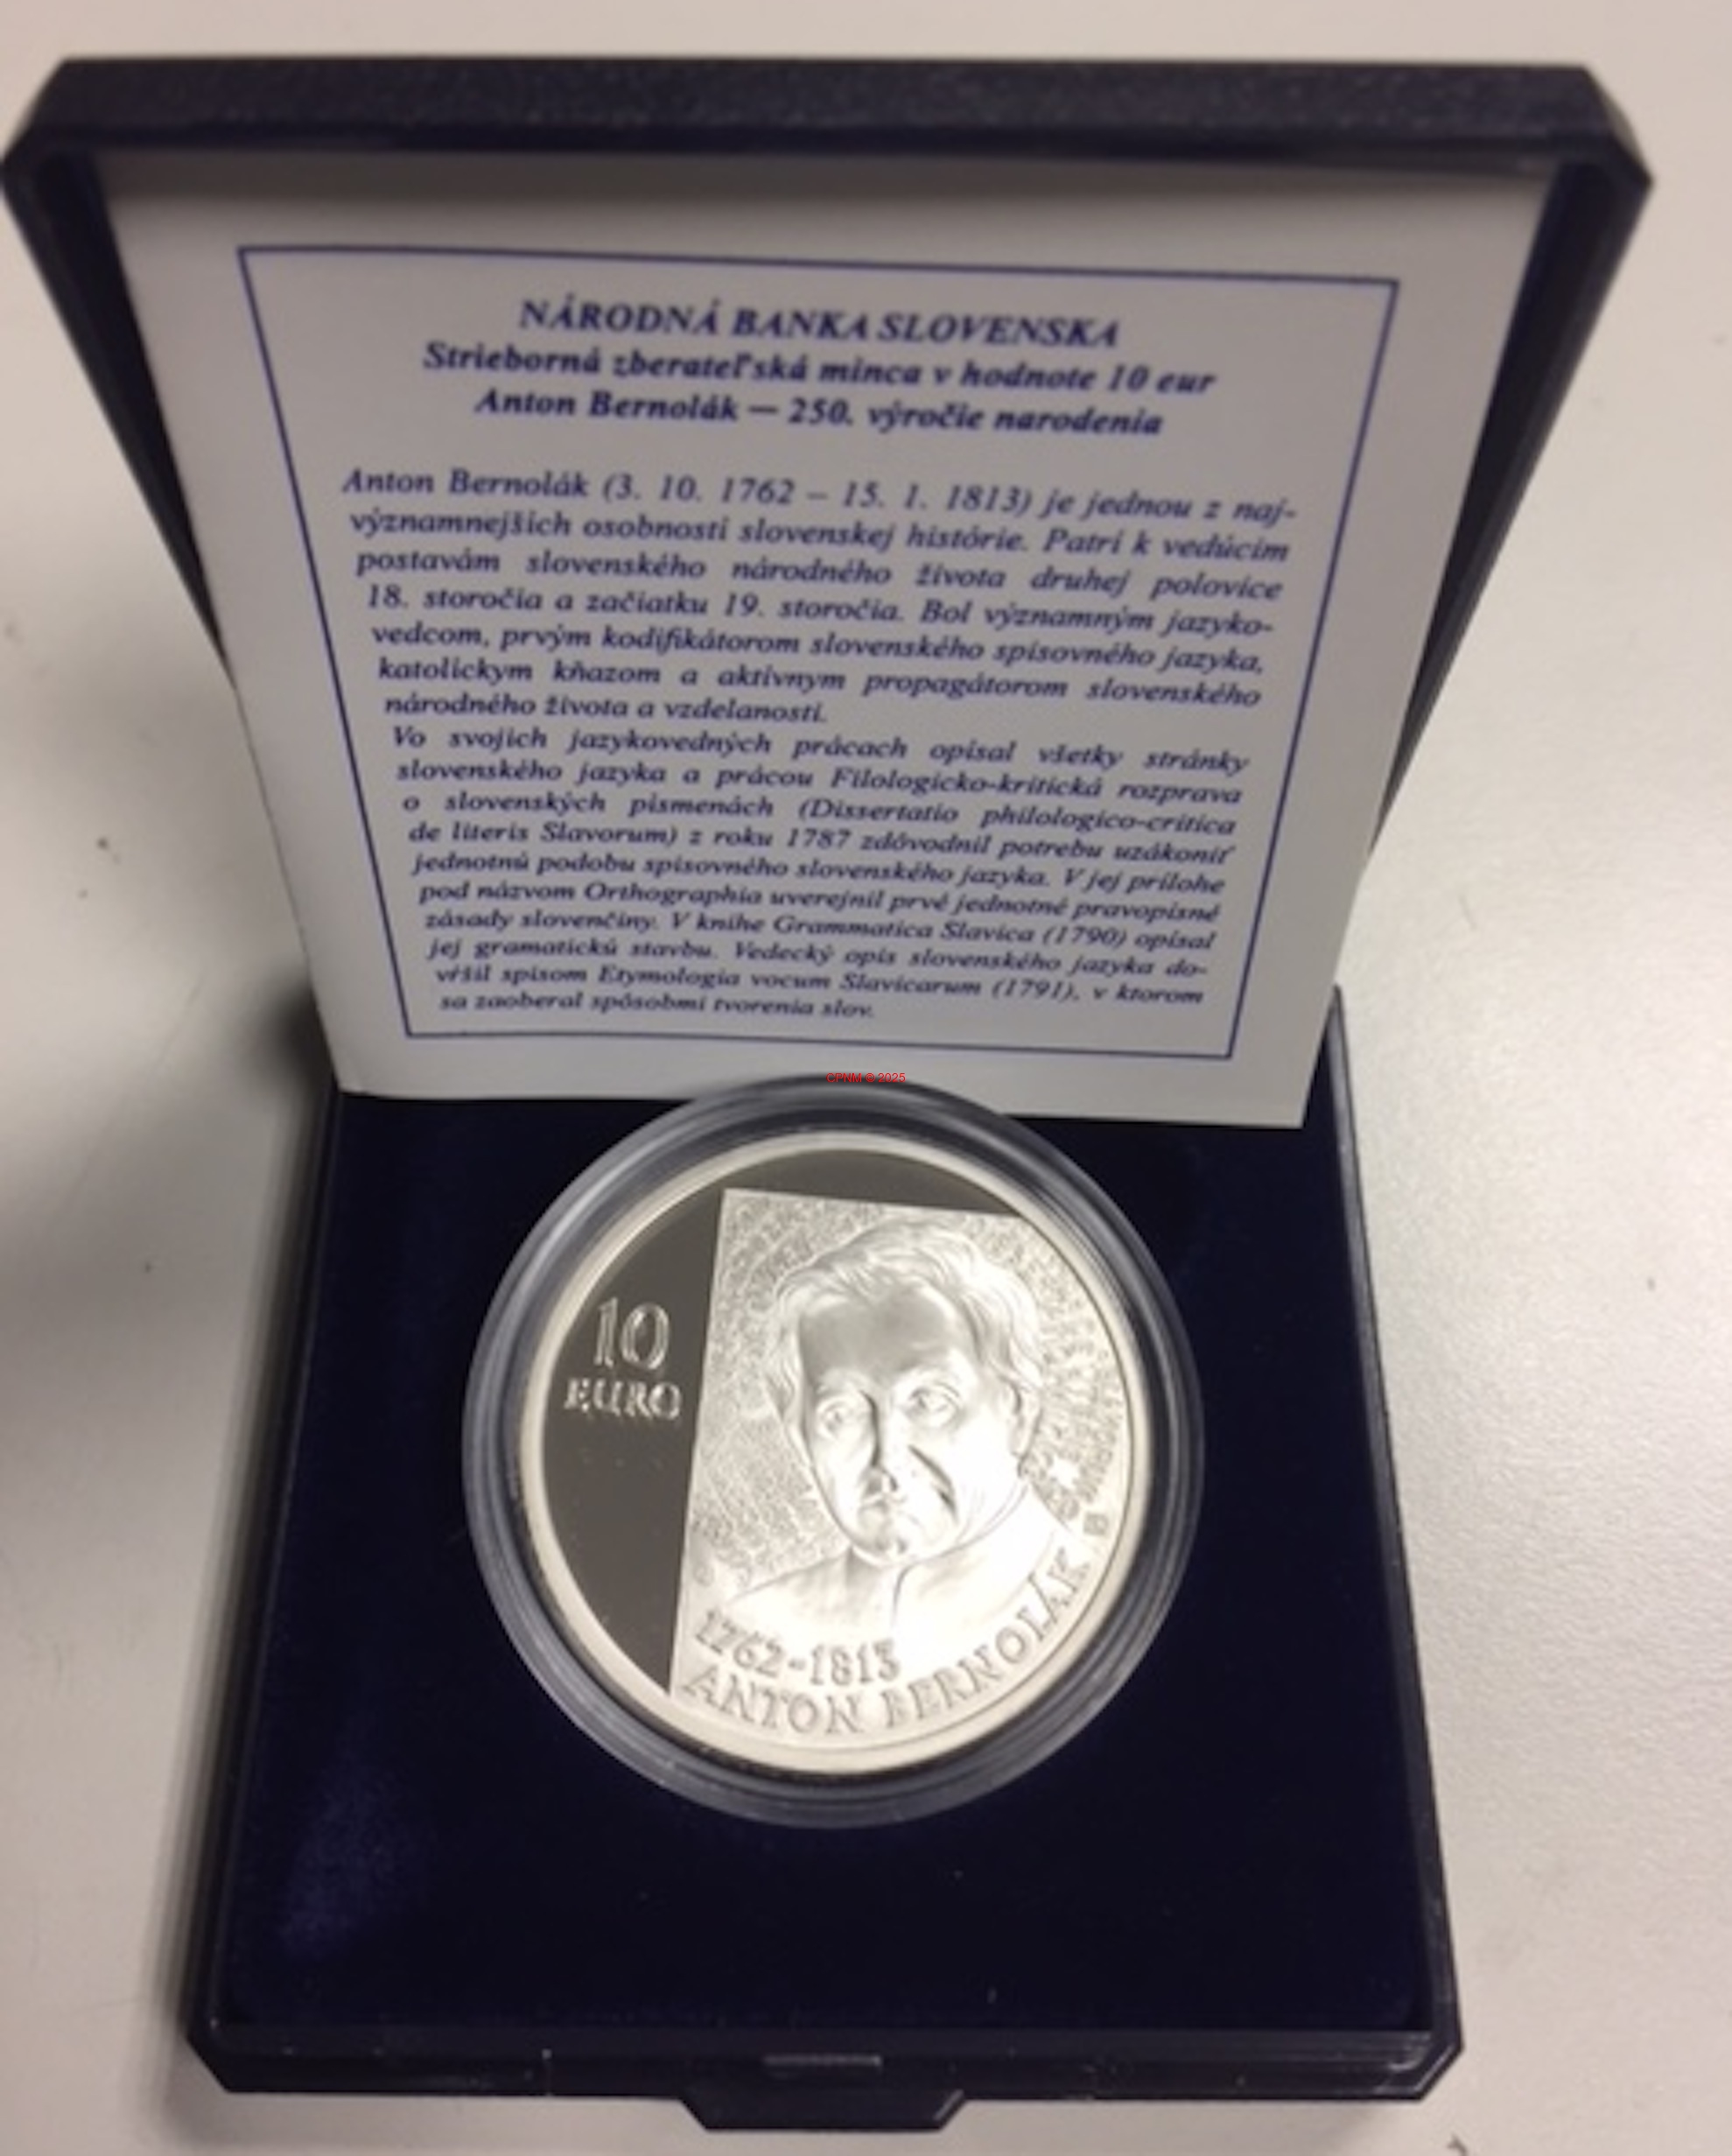 NÁRODNÁ BANKA SLOVENSKA
Strieborná zberateľská minca v hodnote 10 eur
Anton Bernolák — 250. výročie narodenia
Anton Bernolák (3. 10. 1762 – 15. 1. 1813) je jednou z naj-
významnejších osobností slovenskej histórie. Patrí k vedúcim
postavám slovenského národného života druhej polovice
18. storočia a začiatku 19. storočia. Bol významným jazyko-
vedcom, prvým kodifikátorom slovenského spisovného jazyka,
katolíckym kňazom a aktívnym propagátorom slovenského
národného života a vzdelanosti.
Vo svojich jazykovedných prácach opísal všetky stránky
slovenského jazyka a prácou Filologicko-kritická rozprava
o slovenských písmenách (Dissertatio philologico-critica
de literis Slavorum) z roku 1787 zdôvodnil potrebu uzákoniť
jednotnú podobu spisovného slovenského jazyka. V jej prílohe
pod názvom Orthographia uverejnil prvé jednotné pravopisné
zásady slovenčiny. V knihe Grammatica Slavica (1790) opísal
jej gramatickú stavbu. Vedecký opis slovenského jazyka do-
vŕšil spisom Etymologia vocum Slavicarum (1791), v ktorom
sa zaoberal spôsobmi tvorenia slov.
CPNM © 2025
10
EURO
1762-1813
ANTON BERNOLÁK